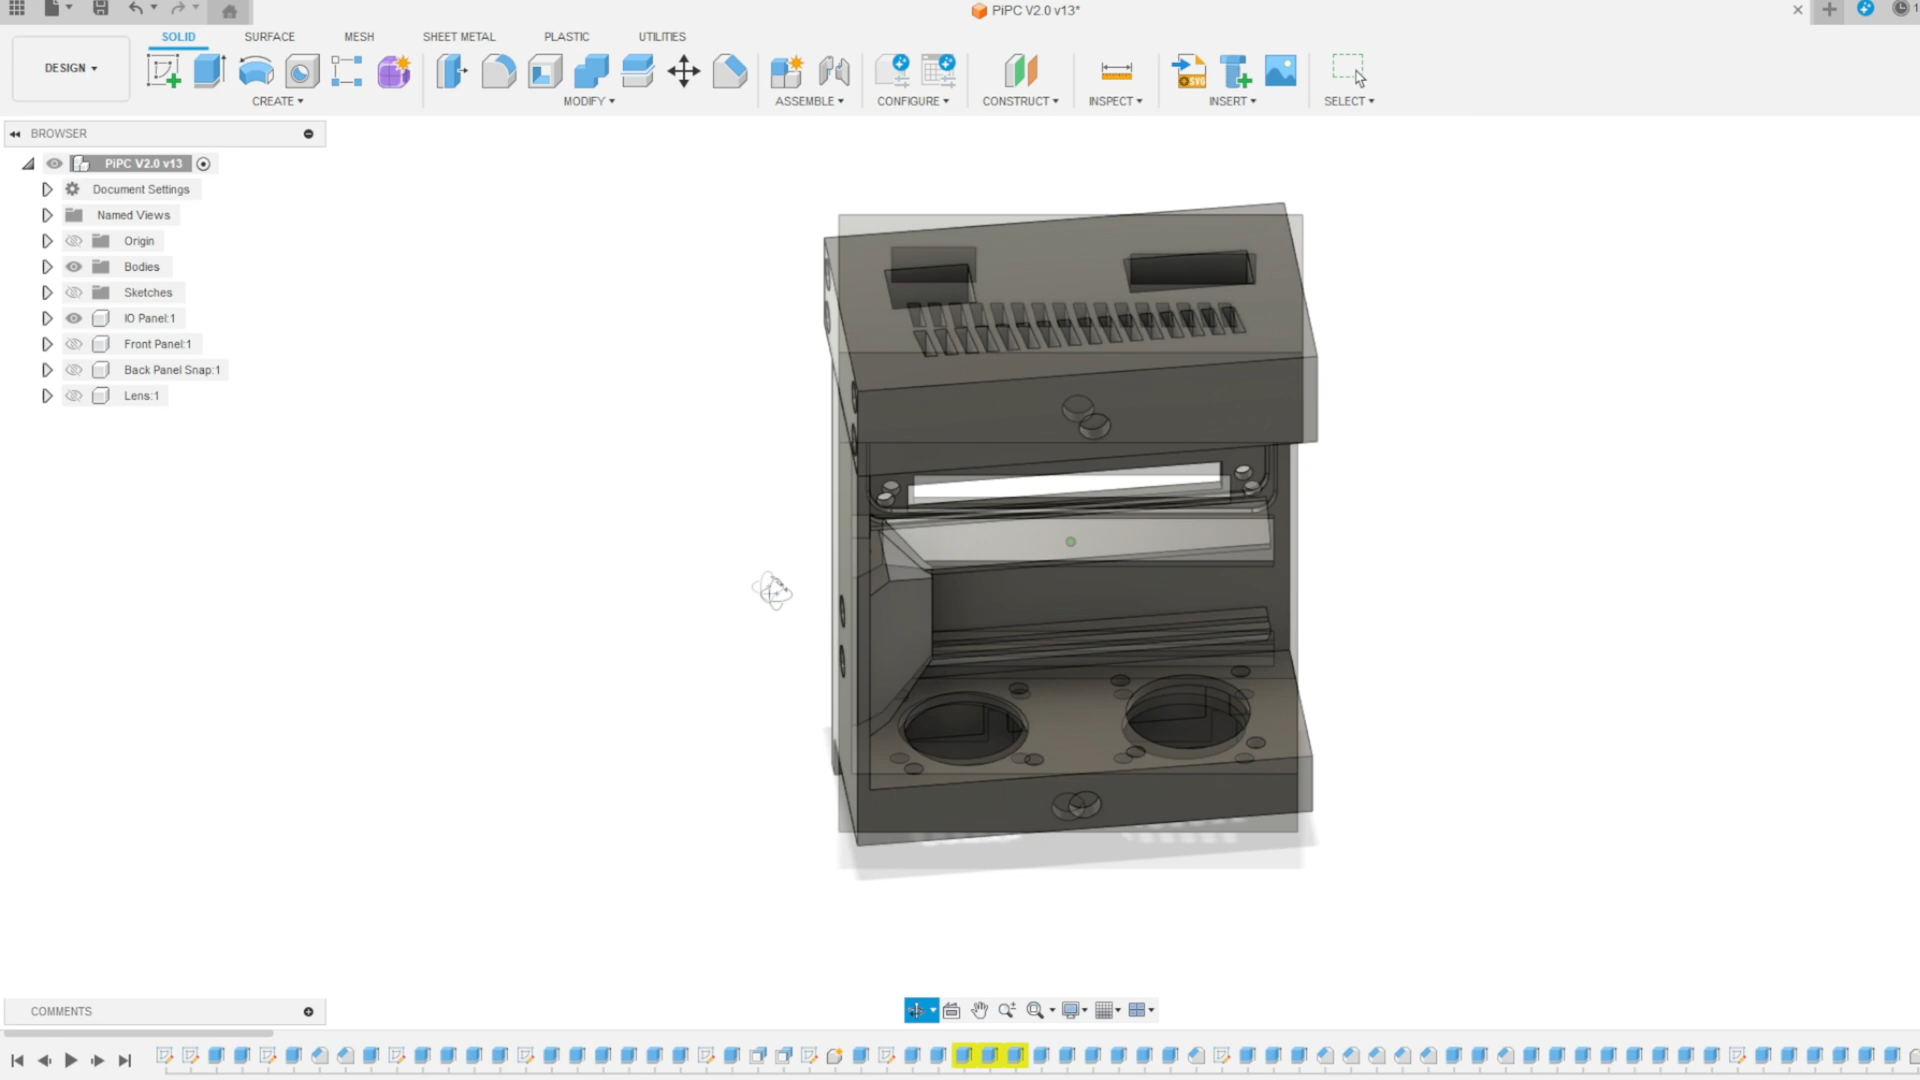 PiPC V2.0 v13*
1
SOLID
SURFACE
MESH
SHEET METAL
PLASTIC
UTILITIES
DESIGN
SVG
CREATE
MODIFY
ASSEMBLE
CONFIGURE
CONSTRUCT
INSPECT
INSERT
SELECT
BROWSER
PiPC V2.0 v13
Document Settings
Named Views
Origin
Bodies
Sketches
IO Panel:1
Front Panel:1
Back Panel Snap:1
Lens:1
COMMENTS